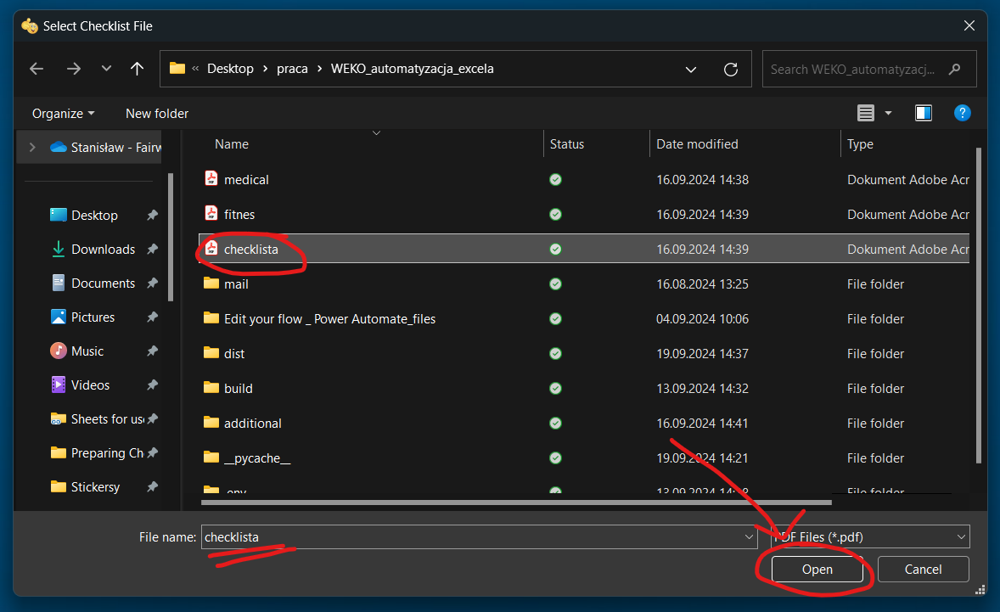 Select Checklist File
« Desktop > praca > WEKO_automatyzacja_excela
Search WEKO_automatyzacj...
Organize
New folder
?
Stanisław - Fairw
Name Status Date modified Type
medical 16.09.2024 14:38 Dokument Adobe Acr
fitnes 16.09.2024 14:39 Dokument Adobe Acr
checklista 16.09.2024 14:39 Dokument Adobe Acr
mail 16.08.2024 13:25 File folder
Edit your flow _ Power Automate_files 04.09.2024 10:06 File folder
dist 19.09.2024 14:37 File folder
build 13.09.2024 14:32 File folder
additional 16.09.2024 14:41 File folder
__pycache__ 19.09.2024 14:21 File folder
.env 13.09.2024 File folder
Desktop
Downloads
Documents
Pictures
Music
Videos
Sheets for us
Preparing Ch
Stickersy
File name: checklista
PDF Files (*.pdf)
Open
Cancel